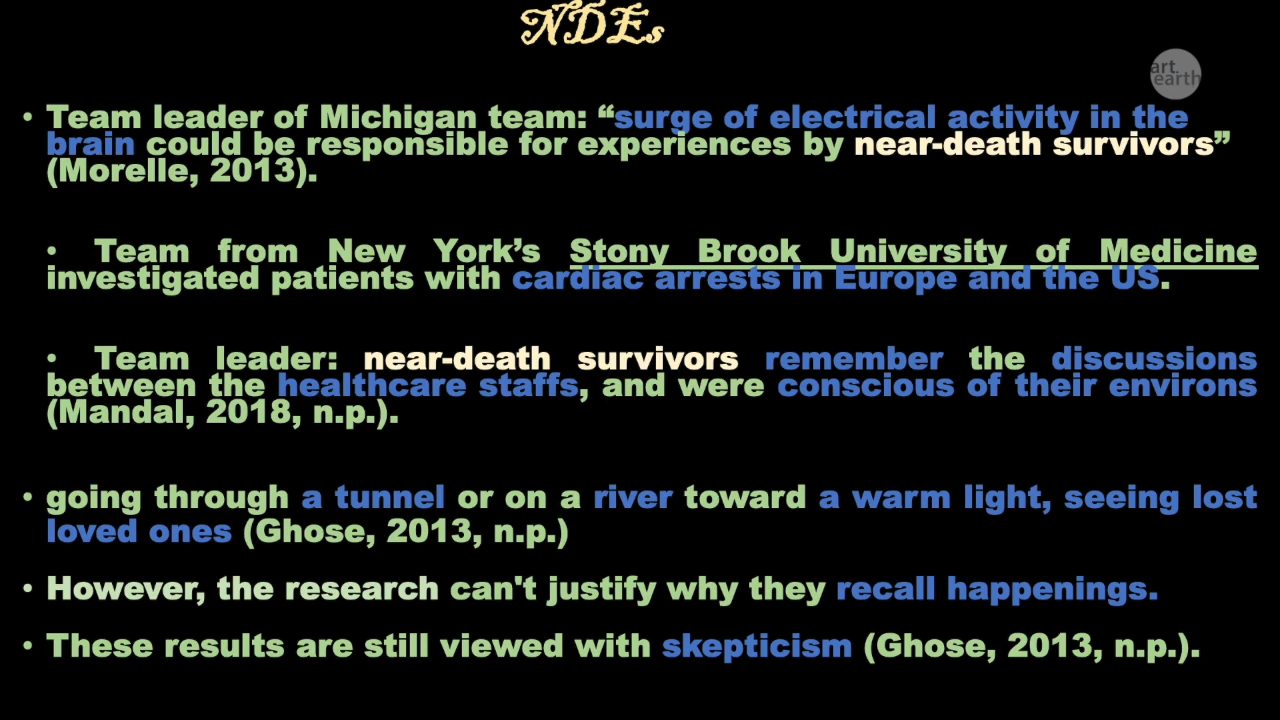 NDEs
art
earth
• Team leader of Michigan team: “surge of electrical activity in the
brain could be responsible for experiences by near-death survivors”
(Morelle, 2013).
• Team from New York’s Stony Brook University of Medicine
investigated patients with cardiac arrests in Europe and the US.
• Team leader: near-death survivors remember the discussions
between the healthcare staffs, and were conscious of their environs
(Mandal, 2018, n.p.).
• going through a tunnel or on a river toward a warm light, seeing lost
loved ones (Ghose, 2013, n.p.)
• However, the research can't justify why they recall happenings.
• These results are still viewed with skepticism (Ghose, 2013, n.p.).